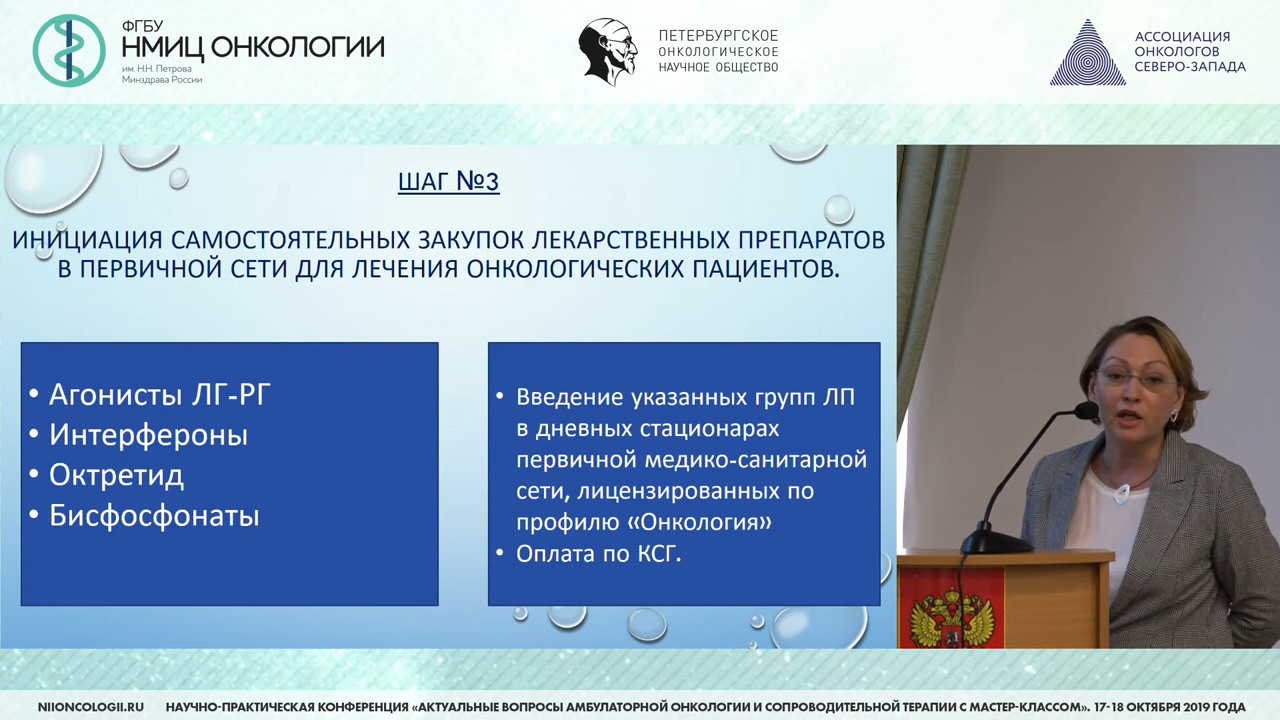 ФГБУ
НМИЦ ОНКОЛОГИИ
им. Н.Н. Петрова
Минздрава России
ПЕТЕРБУРГСКОЕ
ОНКОЛОГИЧЕСКОЕ
НАУЧНОЕ ОБЩЕСТВО
АССОЦИАЦИЯ
ОНКОЛОГОВ
СЕВЕРО-ЗАПАДА
ШАГ №3
ИНИЦИАЦИЯ САМОСТОЯТЕЛЬНЫХ ЗАКУПОК ЛЕКАРСТВЕННЫХ ПРЕПАРАТОВ
В ПЕРВИЧНОЙ СЕТИ ДЛЯ ЛЕЧЕНИЯ ОНКОЛОГИЧЕСКИХ ПАЦИЕНТОВ.
• Агонисты ЛГ-РГ
• Интерфероны
• Октретид
• Бисфосфонаты
• Введение указанных групп ЛП
в дневных стационарах
первичной медико-санитарной
сети, лицензированных по
профилю «Онкология»
• Оплата по КСГ.
NIIONCOLOGII.RU НАУЧНО-ПРАКТИЧЕСКАЯ КОНФЕРЕНЦИЯ «АКТУАЛЬНЫЕ ВОПРОСЫ АМБУЛАТОРНОЙ ОНКОЛОГИИ И СОПРОВОДИТЕЛЬНОЙ ТЕРАПИИ С МАСТЕР-КЛАССОМ». 17-18 ОКТЯБРЯ 2019 ГОДА